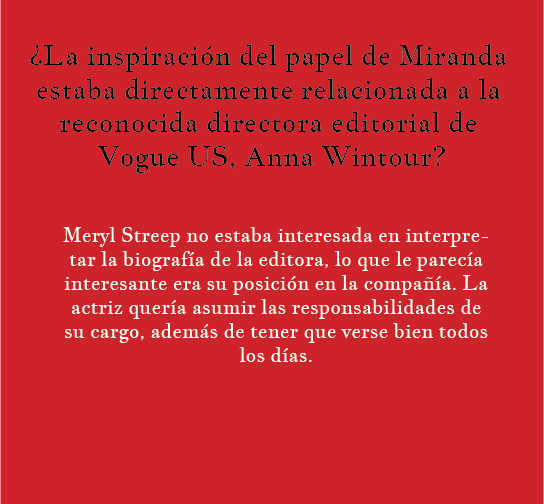 ¿La inspiración del papel de Miranda
estaba directamente relacionada a la
reconocida directora editorial de
Vogue US, Anna Wintour?
Meryl Streep no estaba interesada en interpre-
tar la biografía de la editora, lo que le parecía
interesante era su posición en la compañía. La
actriz quería asumir las responsabilidades de
su cargo, además de tener que verse bien todos
los días.